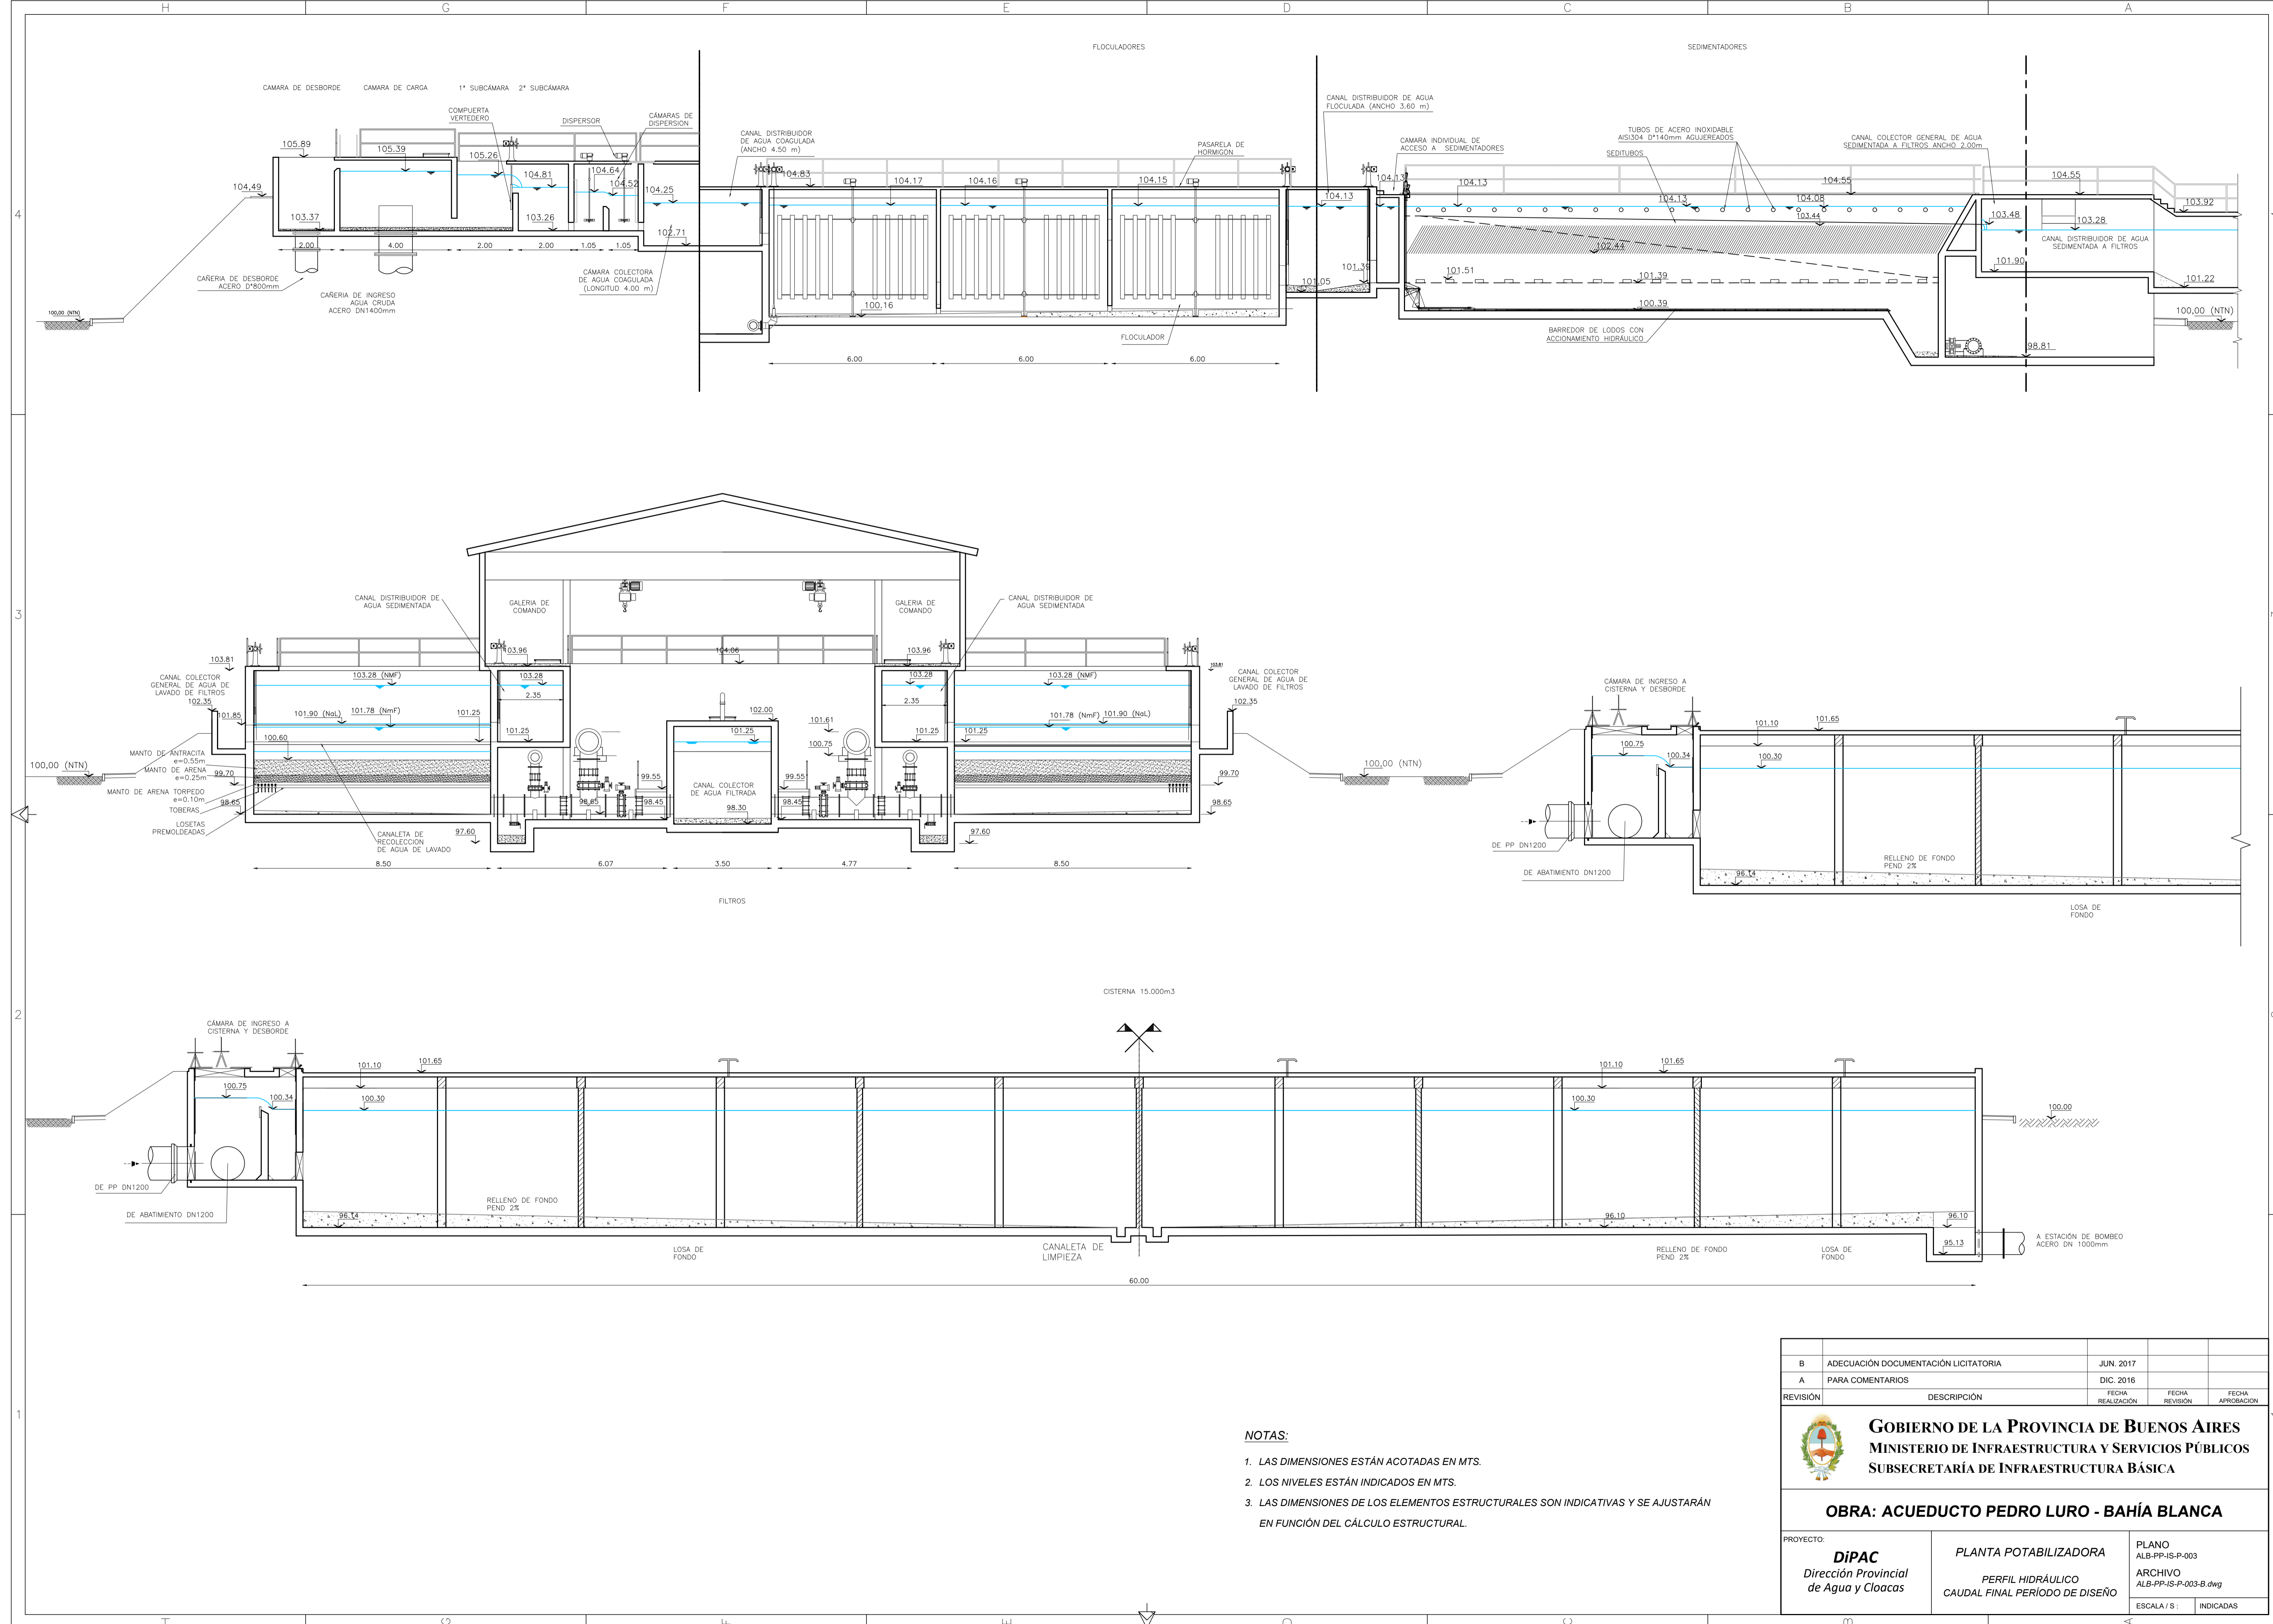 H G F E D C B A
FLOCULADORES
SEDIMENTADORES
CAMARA DE DESBORDE
CAMARA DE CARGA
1° SUBCÁMARA
2° SUBCÁMARA
COMPUERTA
VERTEDERO
DISPERSOR
CÁMARAS DE
DISPERSION
CANAL DISTRIBUIDOR
DE AGUA COAGULADA
(ANCHO 4.50 m)
PASARELA DE
HORMIGON
CANAL DISTRIBUIDOR DE AGUA
FLOCULADA (ANCHO 3.60 m)
CAMARA INDIVIDUAL DE
ACCESO A SEDIMENTADORES
TUBOS DE ACERO INOXIDABLE
AISI304 D°140mm AGUJEREADOS
SEDITUBOS
CANAL COLECTOR GENERAL DE AGUA
SEDIMENTADA A FILTROS ANCHO 2.00m
105.89
105.39
105.26
104.81
104.64
104.52
104.25
104.83
104.17
104.16
104.15
104.13
104.13
104.13
104.13
104.08
104.55
104.55
103.92
104,49
103.37
103.26
102.71
103.44
103.48
103.28
102.44
CANAL DISTRIBUIDOR DE AGUA
SEDIMENTADA A FILTROS
101.90
101.22
101.05
101.39
101.51
101.39
100.39
100.16
2.00
4.00
2.00
2.00
1.05
1.05
CAÑERIA DE DESBORDE
ACERO D°800mm
CAÑERIA DE INGRESO
AGUA CRUDA
ACERO DN1400mm
CÁMARA COLECTORA
DE AGUA COAGULADA
(LONGITUD 4.00 m)
FLOCULADOR
BARREDOR DE LODOS CON
ACCIONAMIENTO HIDRÁULICO
100,00 (NTN)
100,00 (NTN)
98.81
6.00
6.00
6.00
4
3
2
1
CANAL DISTRIBUIDOR DE
AGUA SEDIMENTADA
GALERIA DE
COMANDO
GALERIA DE
COMANDO
CANAL DISTRIBUIDOR DE
AGUA SEDIMENTADA
103.81
103.96
104.06
103.96
103.81
CANAL COLECTOR
GENERAL DE AGUA DE
LAVADO DE FILTROS
CANAL COLECTOR
GENERAL DE AGUA DE
LAVADO DE FILTROS
103.28 (NMF)
103.28
2.35
103.28
2.35
103.28 (NMF)
102.35
101.85
101.90 (NaL)
101.78 (NmF)
101.25
101.25
102.00
101.25
101.61
100.75
101.25
101.25
101.78 (NmF)
101.90 (NaL)
102.35
100.60
MANTO DE ANTRACITA
e=0.55m
MANTO DE ARENA
e=0.25m
MANTO DE ARENA TORPEDO
e=0.10m
TOBERAS
LOSETAS
PREMOLDEADAS
CANALETA DE
RECOLECCION
DE AGUA DE LAVADO
100,00 (NTN)
99.70
98.65
97.60
98.65
99.55
98.45
CANAL COLECTOR
DE AGUA FILTRADA
98.30
99.55
98.45
97.60
99.70
98.65
100,00 (NTN)
8.50
6.07
3.50
4.77
8.50
FILTROS
CÁMARA DE INGRESO A
CISTERNA Y DESBORDE
101.10
101.65
100.75
100.34
100.30
DE PP DN1200
DE ABATIMIENTO DN1200
RELLENO DE FONDO
PEND 2%
96.14
LOSA DE
FONDO
CISTERNA 15.000m3
CÁMARA DE INGRESO A
CISTERNA Y DESBORDE
101.10
101.65
101.10
101.65
100.75
100.34
100.30
100.30
100.00
DE PP DN1200
DE ABATIMIENTO DN1200
RELLENO DE FONDO
PEND 2%
96.14
96.10
96.10
95.13
A ESTACIÓN DE BOMBEO
ACERO DN 1000mm
LOSA DE
FONDO
CANALETA DE
LIMPIEZA
RELLENO DE FONDO
PEND 2%
LOSA DE
FONDO
60.00
NOTAS:
1. LAS DIMENSIONES ESTÁN ACOTADAS EN MTS.
2. LOS NIVELES ESTÁN INDICADOS EN MTS.
3. LAS DIMENSIONES DE LOS ELEMENTOS ESTRUCTURALES SON INDICATIVAS Y SE AJUSTARÁN
EN FUNCIÓN DEL CÁLCULO ESTRUCTURAL.
B ADECUACIÓN DOCUMENTACIÓN LICITATORIA JUN. 2017
A PARA COMENTARIOS DIC. 2016
REVISIÓN DESCRIPCIÓN FECHA REALIZACIÓN FECHA REVISIÓN FECHA APROBACION
GOBIERNO DE LA PROVINCIA DE BUENOS AIRES
MINISTERIO DE INFRAESTRUCTURA Y SERVICIOS PÚBLICOS
SUBSECRETARÍA DE INFRAESTRUCTURA BÁSICA
OBRA: ACUEDUCTO PEDRO LURO - BAHÍA BLANCA
PROYECTO:
DiPAC
Dirección Provincial
de Agua y Cloacas
PLANTA POTABILIZADORA
PERFIL HIDRÁULICO
CAUDAL FINAL PERÍODO DE DISEÑO
PLANO
ALB-PP-IS-P-003
ARCHIVO
ALB-PP-IS-P-003-B.dwg
ESCALA / S : INDICADAS